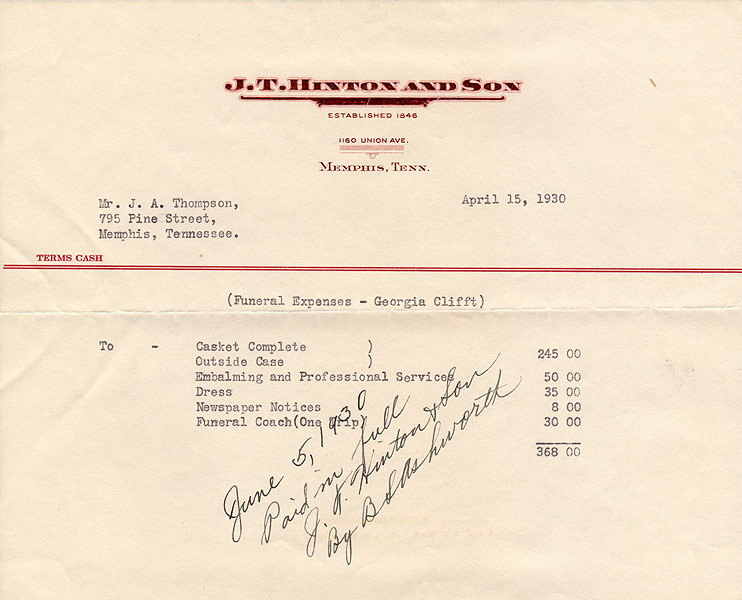 J.T. HINTON AND SON
ESTABLISHED 1846
1160 UNION AVE.
MEMPHIS, TENN.
Mr. J. A. Thompson, April 15, 1930
795 Pine Street,
Memphis, Tennessee.
TERMS CASH
(Funeral Expenses - Georgia Clifft)
To - Casket Complete )
Outside Case ) 245 00
Embalming and Professional Services 50 00
Dress 35 00
Newspaper Notices 8 00
Funeral Coach(One Trip) 30 00
368 00
June 5, 1930
Paid in full
J. T. Hinton & Son
By B S Ashworth